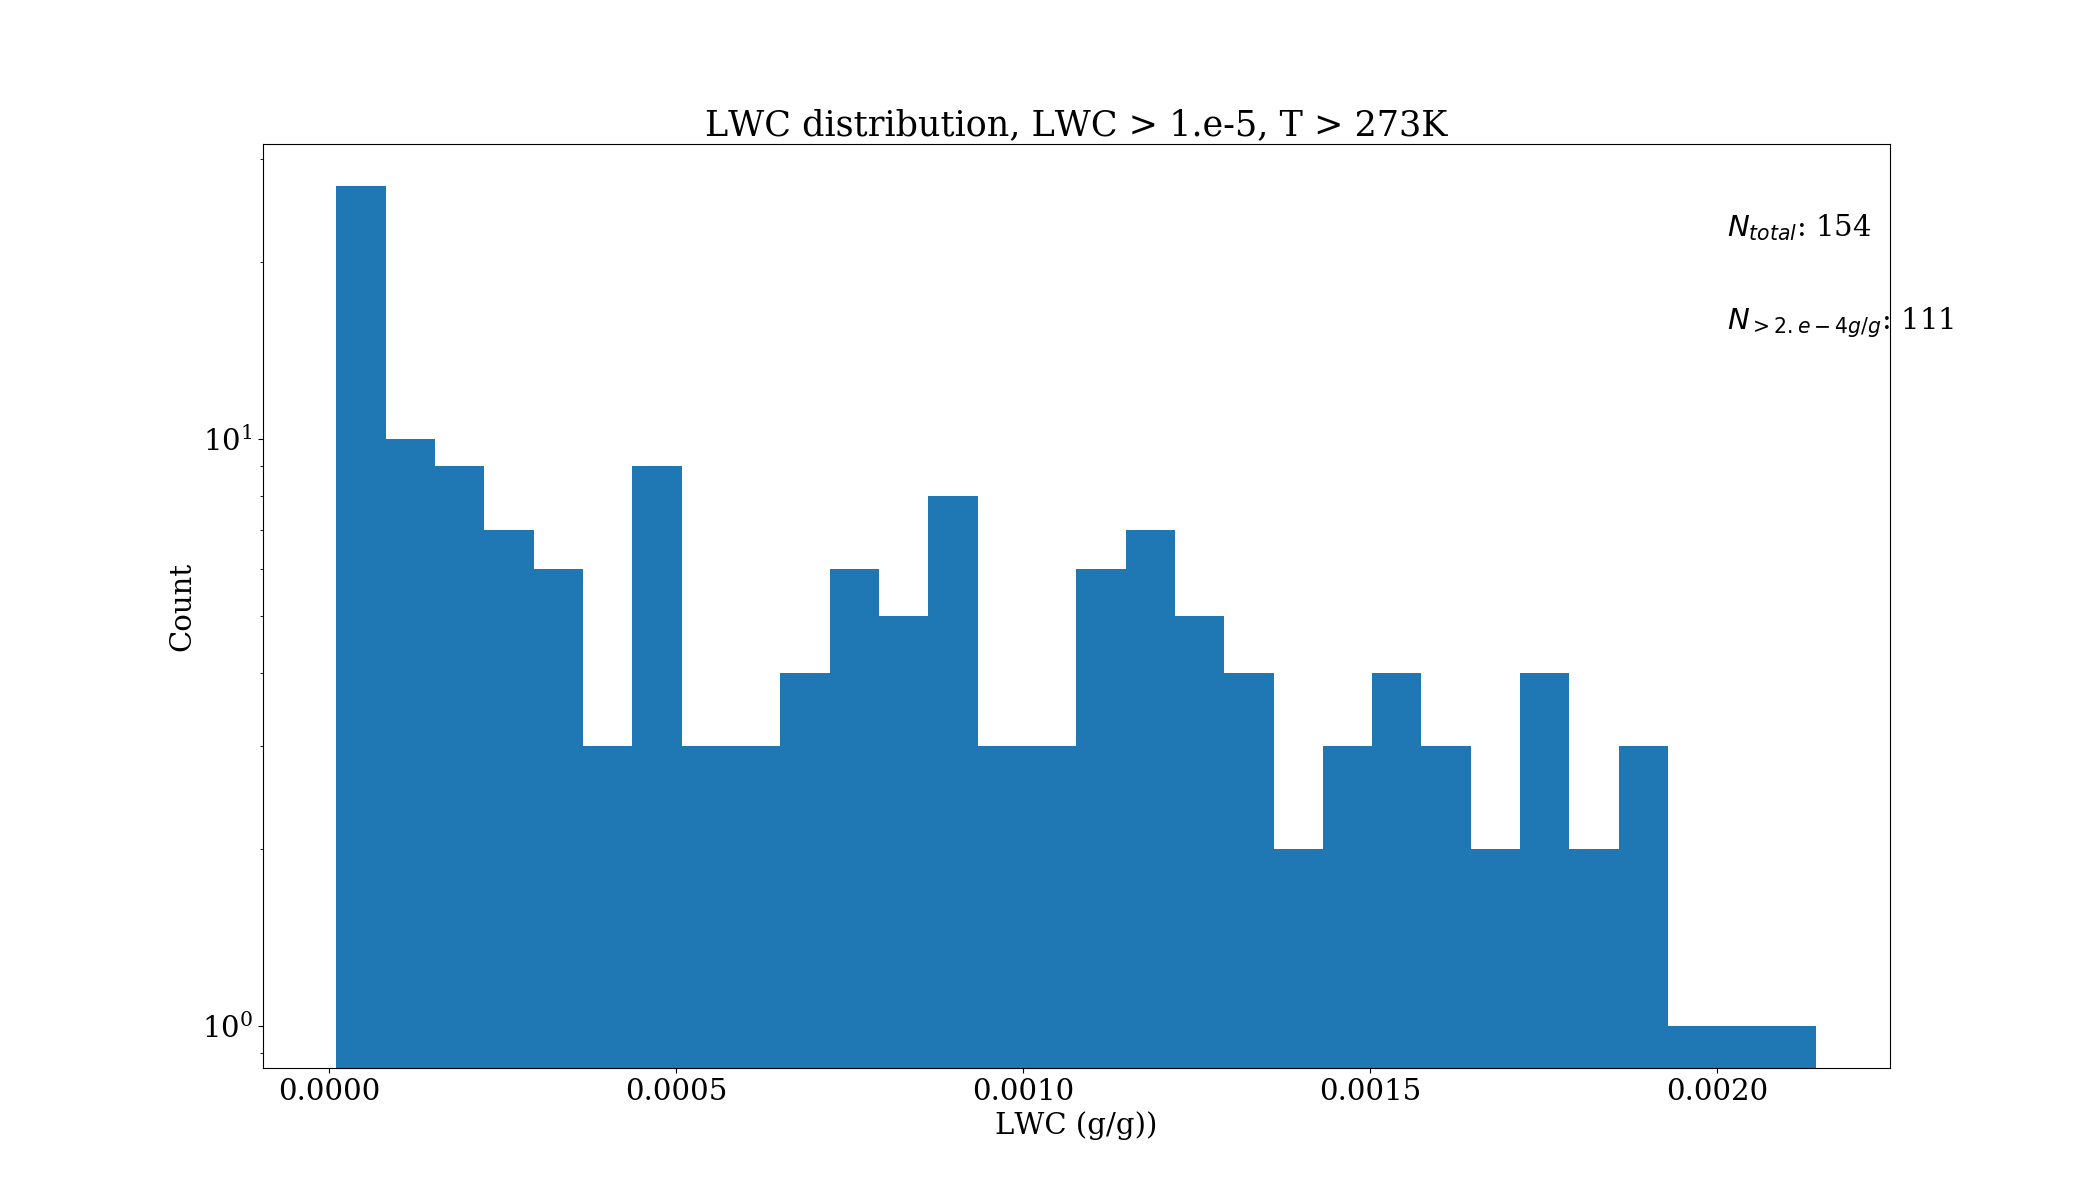 LWC distribution, LWC > 1.e-5, T > 273K
N_total: 154
N_>2.e-4g/g: 111
10^1
Count
10^0
0.0000 0.0005 0.0010 0.0015 0.0020
LWC (g/g))